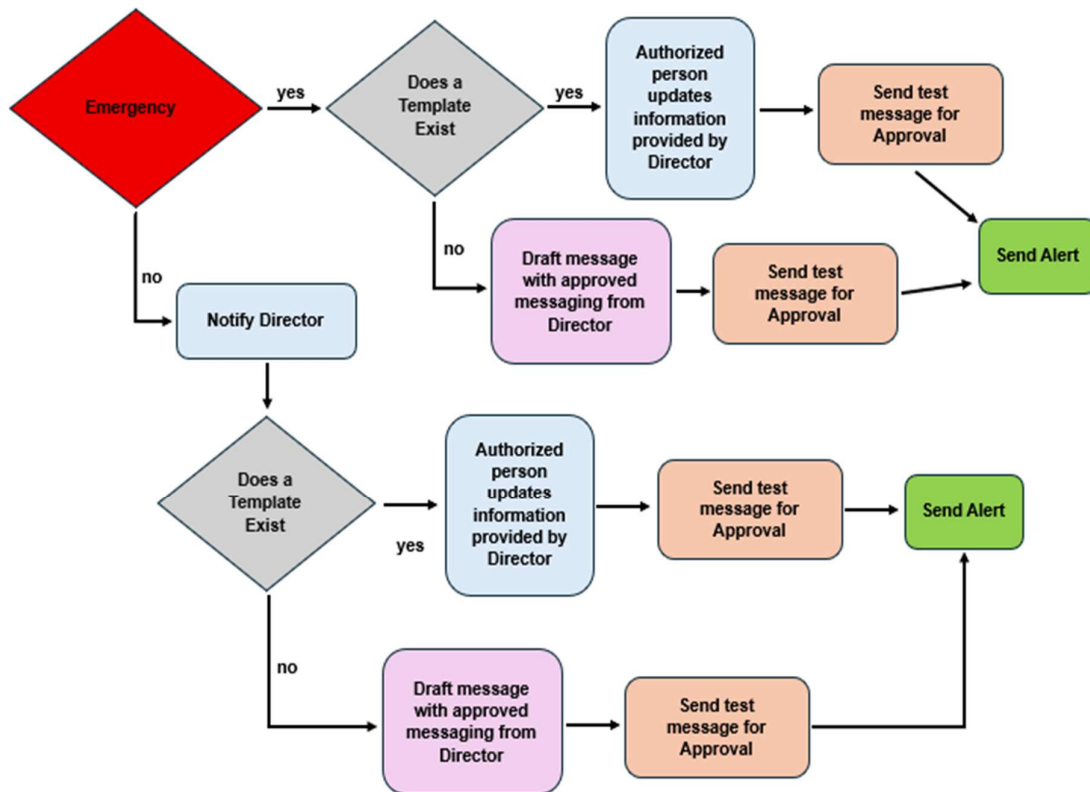 Emergency
yes
Does a
Template
Exist
yes
Authorized
person
updates
information
provided by
Director
Send test
message for
Approval
no
no
Draft message
with approved
messaging from
Director
Send test
message for
Approval
Send Alert
Notify Director
Does a
Template
Exist
yes
Authorized
person
updates
information
provided by
Director
Send test
message for
Approval
Send Alert
no
Draft message
with approved
messaging from
Director
Send test
message for
Approval